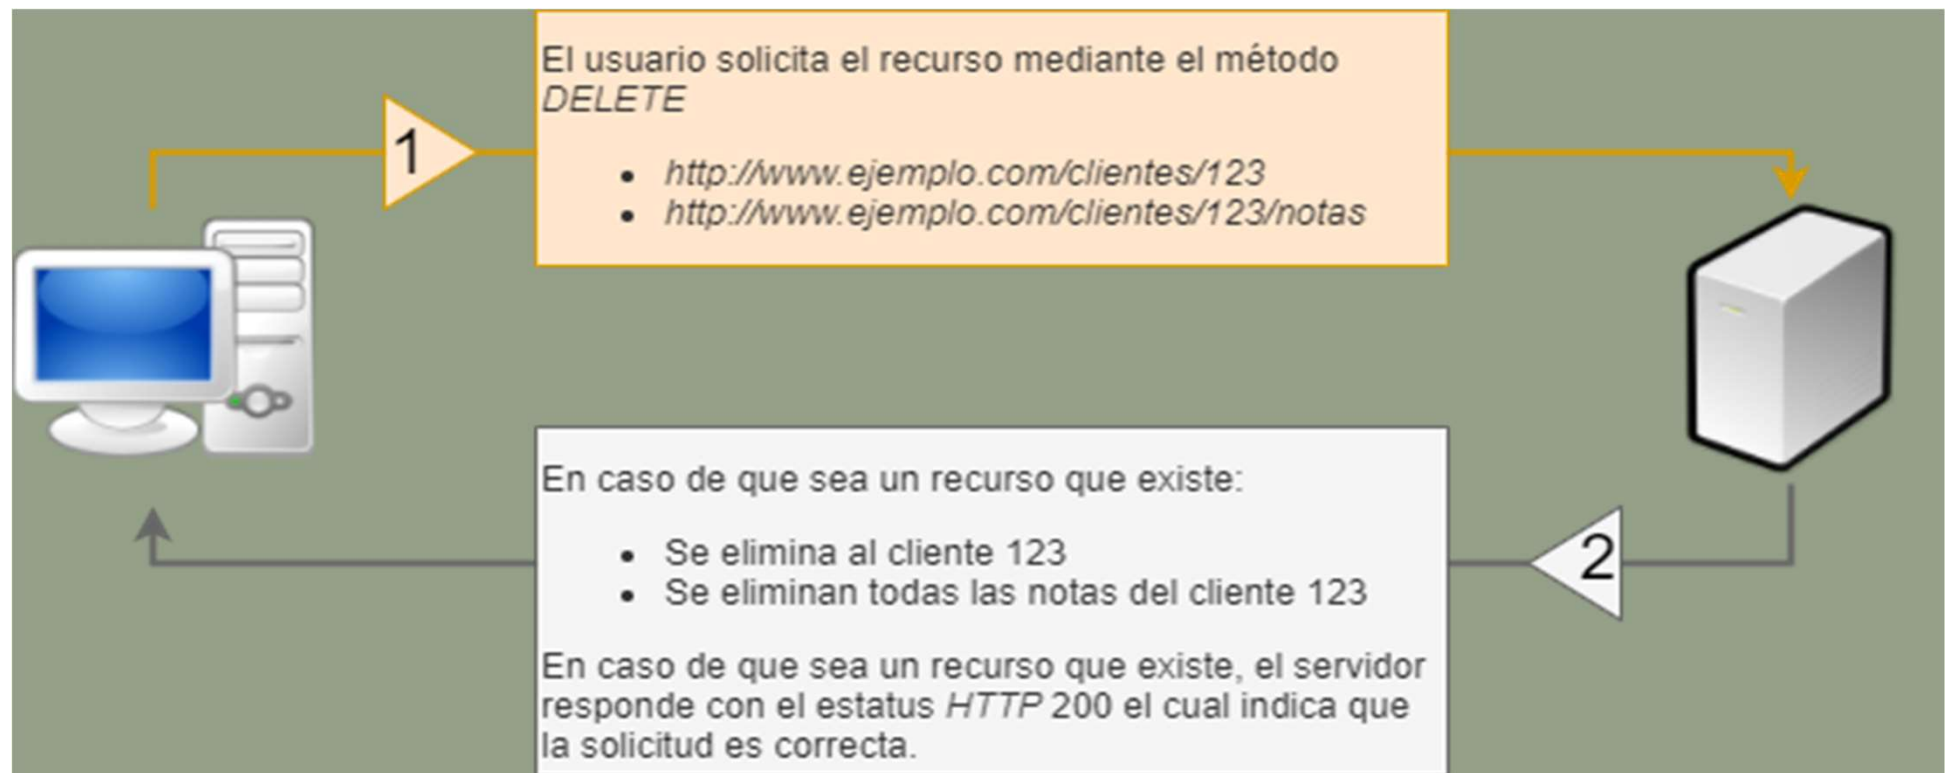 El usuario solicita el recurso mediante el método
DELETE
• http://www.ejemplo.com/clientes/123
• http://www.ejemplo.com/clientes/123/notas
1
2
En caso de que sea un recurso que existe:
• Se elimina al cliente 123
• Se eliminan todas las notas del cliente 123
En caso de que sea un recurso que existe, el servidor
responde con el estatus HTTP 200 el cual indica que
la solicitud es correcta.